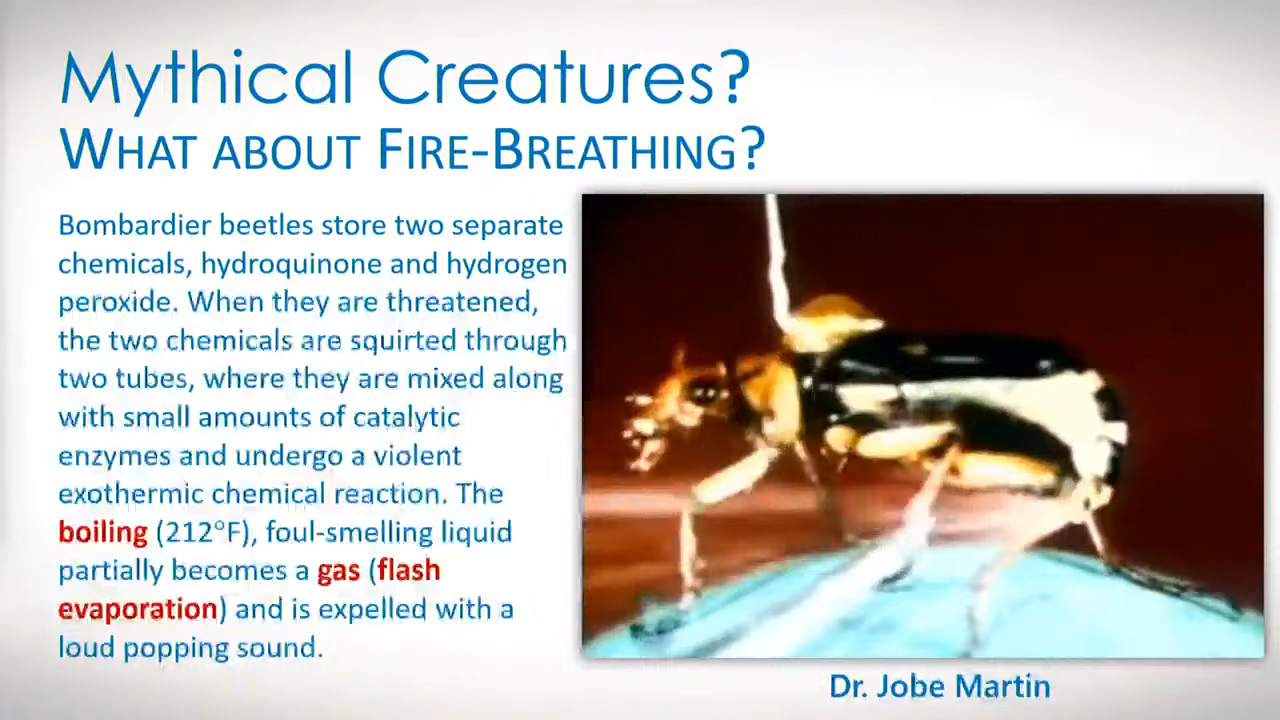 Mythical Creatures?
WHAT ABOUT FIRE-BREATHING?
Bombardier beetles store two separate
chemicals, hydroquinone and hydrogen
peroxide. When they are threatened,
the two chemicals are squirted through
two tubes, where they are mixed along
with small amounts of catalytic
enzymes and undergo a violent
exothermic chemical reaction. The
boiling (212°F), foul-smelling liquid
partially becomes a gas (flash
evaporation) and is expelled with a
loud popping sound.
Dr. Jobe Martin